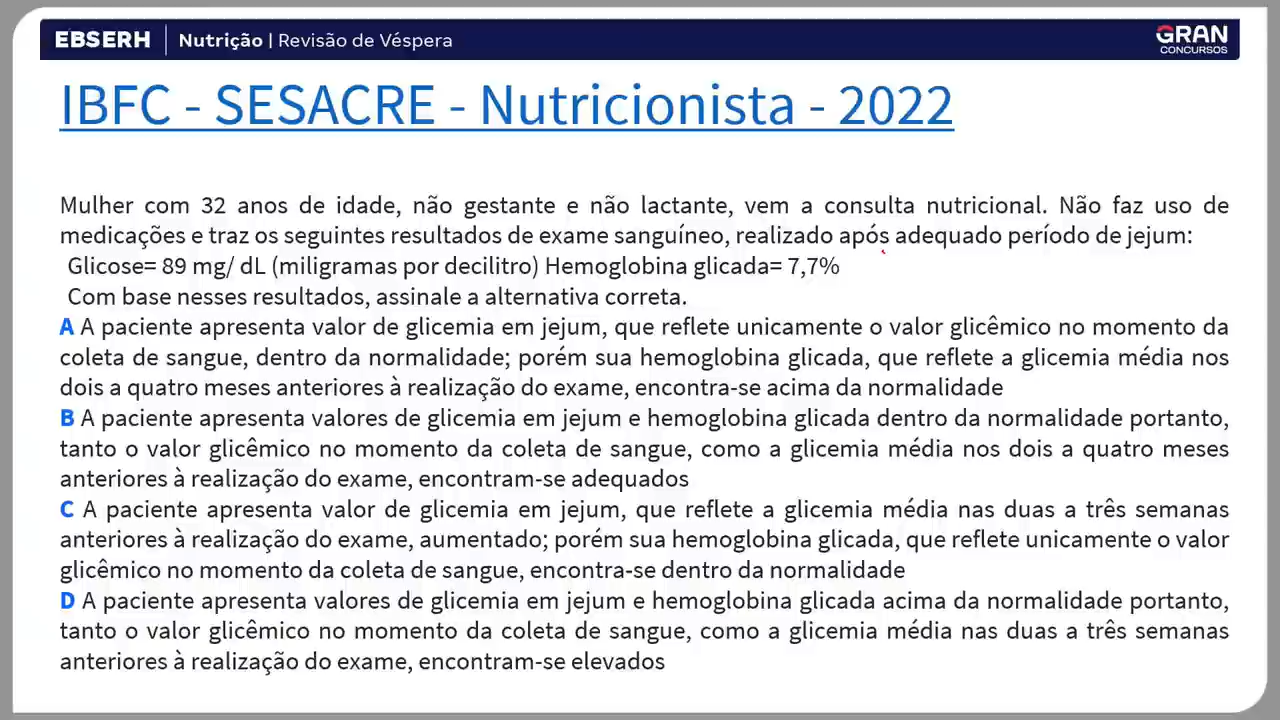 EBSERH | Nutrição | Revisão de Véspera
GRAN
CONCURSOS
IBFC - SESACRE - Nutricionista - 2022
Mulher com 32 anos de idade, não gestante e não lactante, vem a consulta nutricional. Não faz uso de
medicações e traz os seguintes resultados de exame sanguíneo, realizado após adequado período de jejum:
Glicose= 89 mg/ dL (miligramas por decilitro) Hemoglobina glicada= 7,7%
Com base nesses resultados, assinale a alternativa correta.
A A paciente apresenta valor de glicemia em jejum, que reflete unicamente o valor glicêmico no momento da
coleta de sangue, dentro da normalidade; porém sua hemoglobina glicada, que reflete a glicemia média nos
dois a quatro meses anteriores à realização do exame, encontra-se acima da normalidade
B A paciente apresenta valores de glicemia em jejum e hemoglobina glicada dentro da normalidade portanto,
tanto o valor glicêmico no momento da coleta de sangue, como a glicemia média nos dois a quatro meses
anteriores à realização do exame, encontram-se adequados
C A paciente apresenta valor de glicemia em jejum, que reflete a glicemia média nas duas a três semanas
anteriores à realização do exame, aumentado; porém sua hemoglobina glicada, que reflete unicamente o valor
glicêmico no momento da coleta de sangue, encontra-se dentro da normalidade
D A paciente apresenta valores de glicemia em jejum e hemoglobina glicada acima da normalidade portanto,
tanto o valor glicêmico no momento da coleta de sangue, como a glicemia média nas duas a três semanas
anteriores à realização do exame, encontram-se elevados